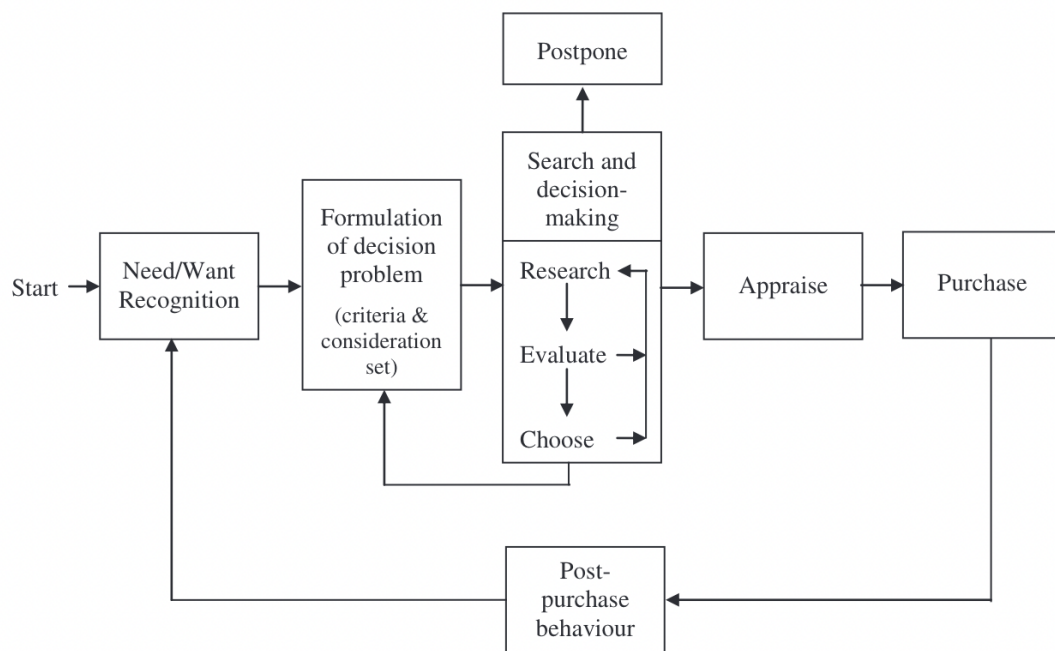 Postpone
Search and
decision-
making
Formulation
of decision
problem
(criteria &
consideration
set)
Start
Need/Want
Recognition
Research
Evaluate
Choose
Appraise
Purchase
Post-
purchase
behaviour